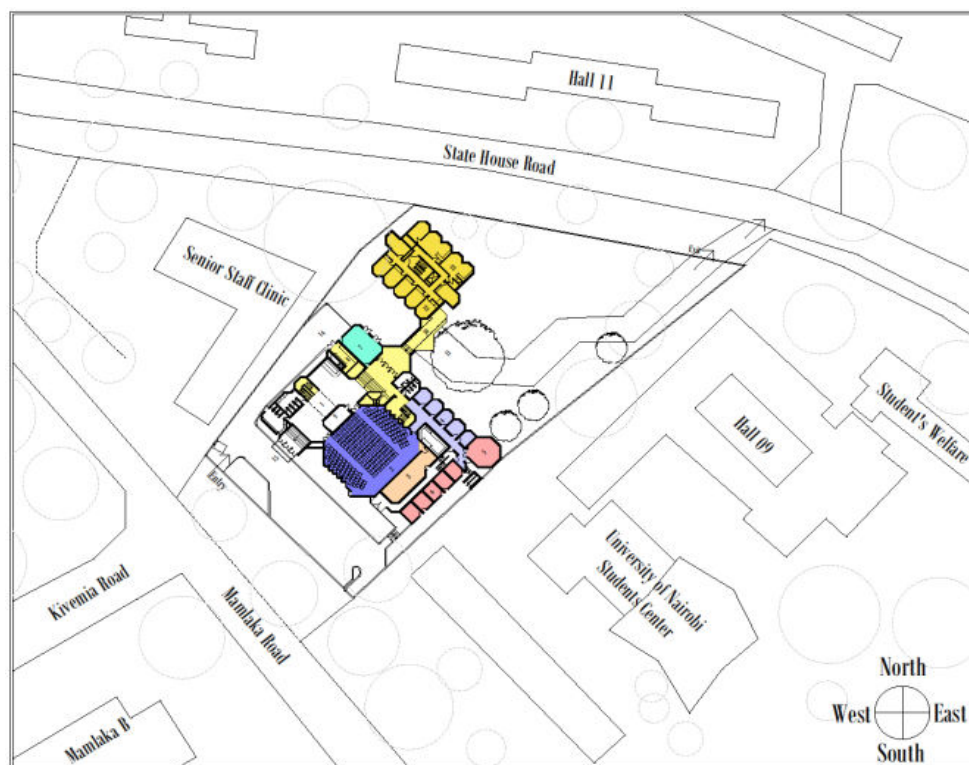 Hall 11
State House Road
Exit
Senior Staff Clinic
Student's Welfare
Hall 09
Entry
University of Nairobi
Students Center
Kivemia Road
Mamlaka Road
North
West
East
South
Mamlaka B